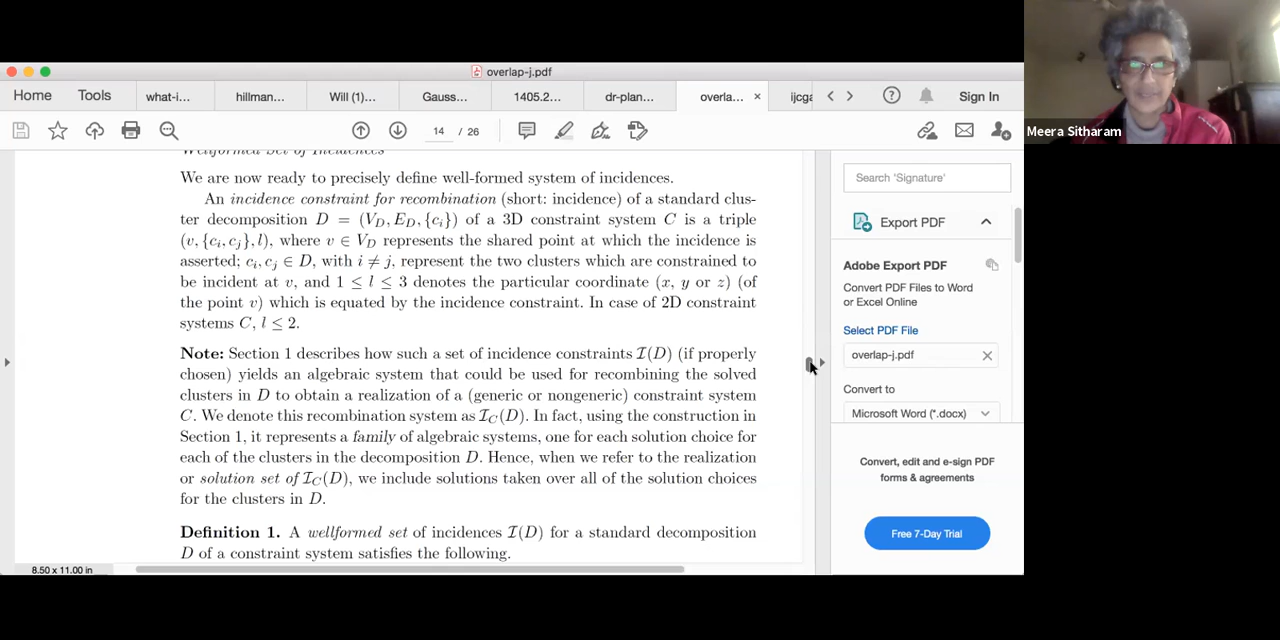 overlap-j.pdf
Home Tools what-i... hillman... Will (1)... Gauss... 1405.2... dr-plan... overla... × ijcga Sign In
14 / 26
Meera Sitharam
Wellformed Set of Incidences
We are now ready to precisely define well-formed system of incidences.
An incidence constraint for recombination (short: incidence) of a standard clus-
ter decomposition D = (V_D, E_D, {c_i}) of a 3D constraint system C is a triple
(v, {c_i, c_j}, l), where v ∈ V_D represents the shared point at which the incidence is
asserted; c_i, c_j ∈ D, with i ≠ j, represent the two clusters which are constrained to
be incident at v, and 1 ≤ l ≤ 3 denotes the particular coordinate (x, y or z) (of
the point v) which is equated by the incidence constraint. In case of 2D constraint
systems C, l ≤ 2.
Note: Section 1 describes how such a set of incidence constraints I(D) (if properly
chosen) yields an algebraic system that could be used for recombining the solved
clusters in D to obtain a realization of a (generic or nongeneric) constraint system
C. We denote this recombination system as I_C(D). In fact, using the construction in
Section 1, it represents a family of algebraic systems, one for each solution choice for
each of the clusters in the decomposition D. Hence, when we refer to the realization
or solution set of I_C(D), we include solutions taken over all of the solution choices
for the clusters in D.
Definition 1. A wellformed set of incidences I(D) for a standard decomposition
D of a constraint system satisfies the following.
8.50 x 11.00 in
Search 'Signature'
Export PDF
Adobe Export PDF
Convert PDF Files to Word
or Excel Online
Select PDF File
overlap-j.pdf
Convert to
Microsoft Word (*.docx)
Convert, edit and e-sign PDF
forms & agreements
Free 7-Day Trial